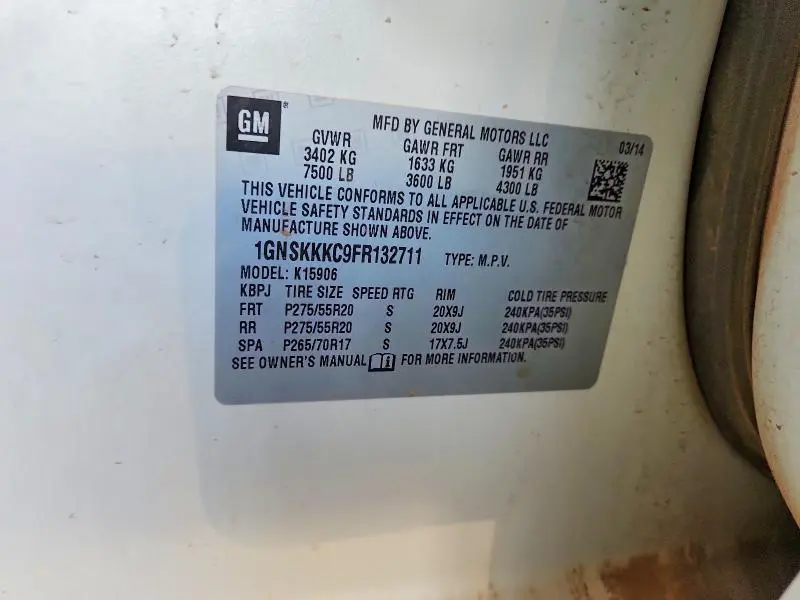 GM ®
MFD BY GENERAL MOTORS LLC 03/14
GVWR GAWR FRT GAWR RR
3402 KG 1633 KG 1951 KG
7500 LB 3600 LB 4300 LB
THIS VEHICLE CONFORMS TO ALL APPLICABLE U.S. FEDERAL MOTOR
VEHICLE SAFETY STANDARDS IN EFFECT ON THE DATE OF
MANUFACTURE SHOWN ABOVE.
1GNSKKKC9FR132711 TYPE: M.P.V.
MODEL: K15906
KBPJ TIRE SIZE SPEED RTG RIM COLD TIRE PRESSURE
FRT P275/55R20 S 20X9J 240KPA(35PSI)
RR P275/55R20 S 20X9J 240KPA(35PSI)
SPA P265/70R17 S 17X7.5J 240KPA(35PSI)
SEE OWNER'S MANUAL FOR MORE INFORMATION.